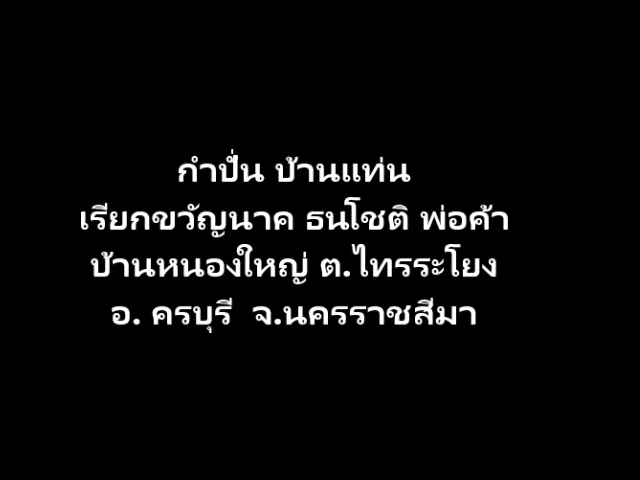 กำปั่น บ้านแท่น
เรียกขวัญนาค ธนโชติ พ่อค้า
บ้านหนองใหญ่ ต.ไทรระโยง
อ. ครบุรี จ.นครราชสีมา